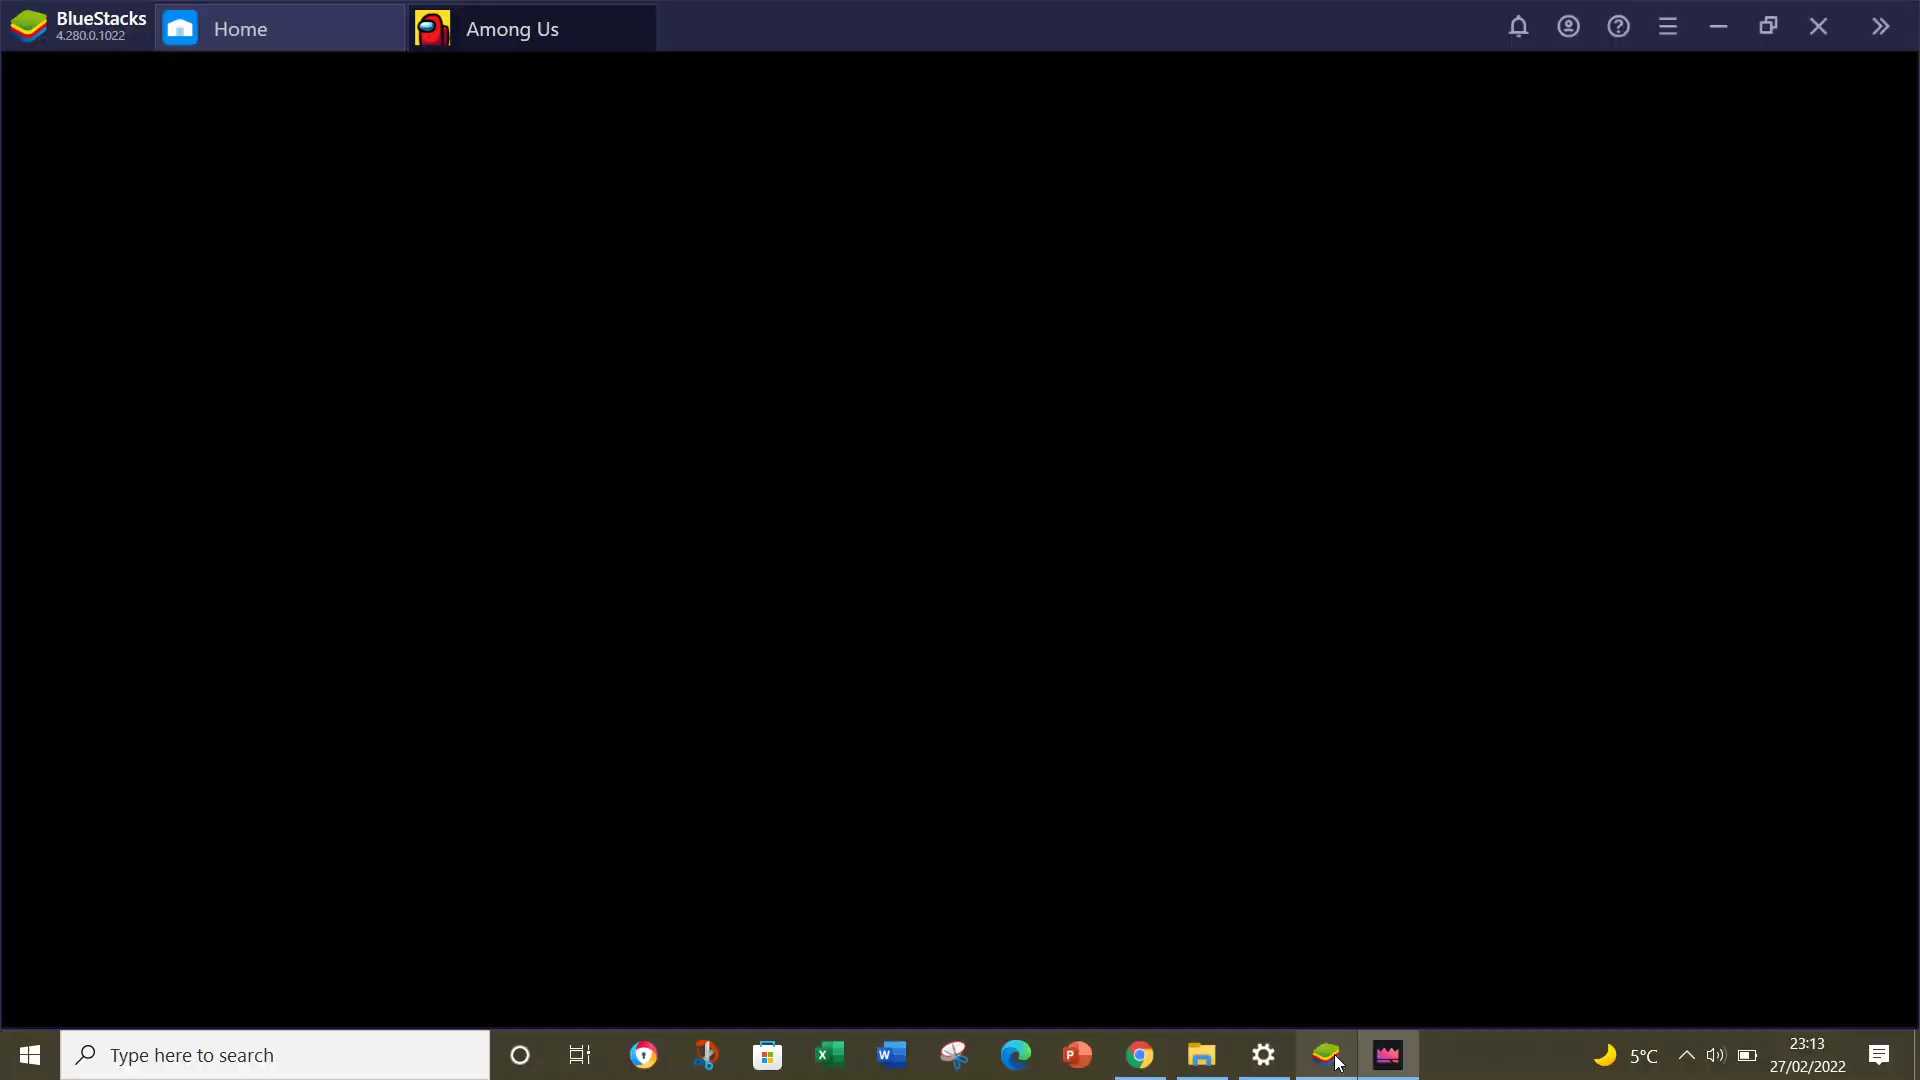 BlueStacks
4.280.0.1022
Home
Among Us
Type here to search
5°C
23:13
27/02/2022